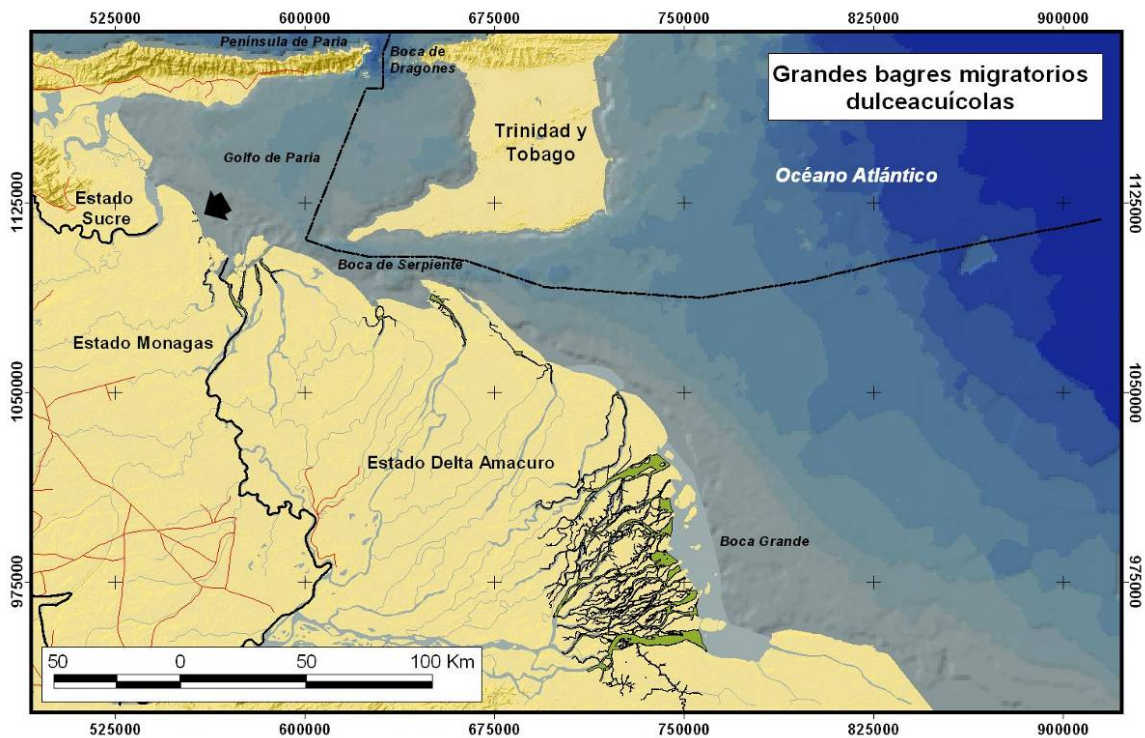 525000 600000 675000 750000 825000 900000
Península de Paria
Boca de
Dragones
Grandes bagres migratorios
dulceacuícolas
Trinidad y
Tobago
Golfo de Paria
Océano Atlántico
Estado
Sucre
1125000
1125000
Boca de Serpiente
Estado Monagas
1050000
1050000
Estado Delta Amacuro
Boca Grande
975000
975000
50 0 50 100 Km
525000 600000 675000 750000 825000 900000